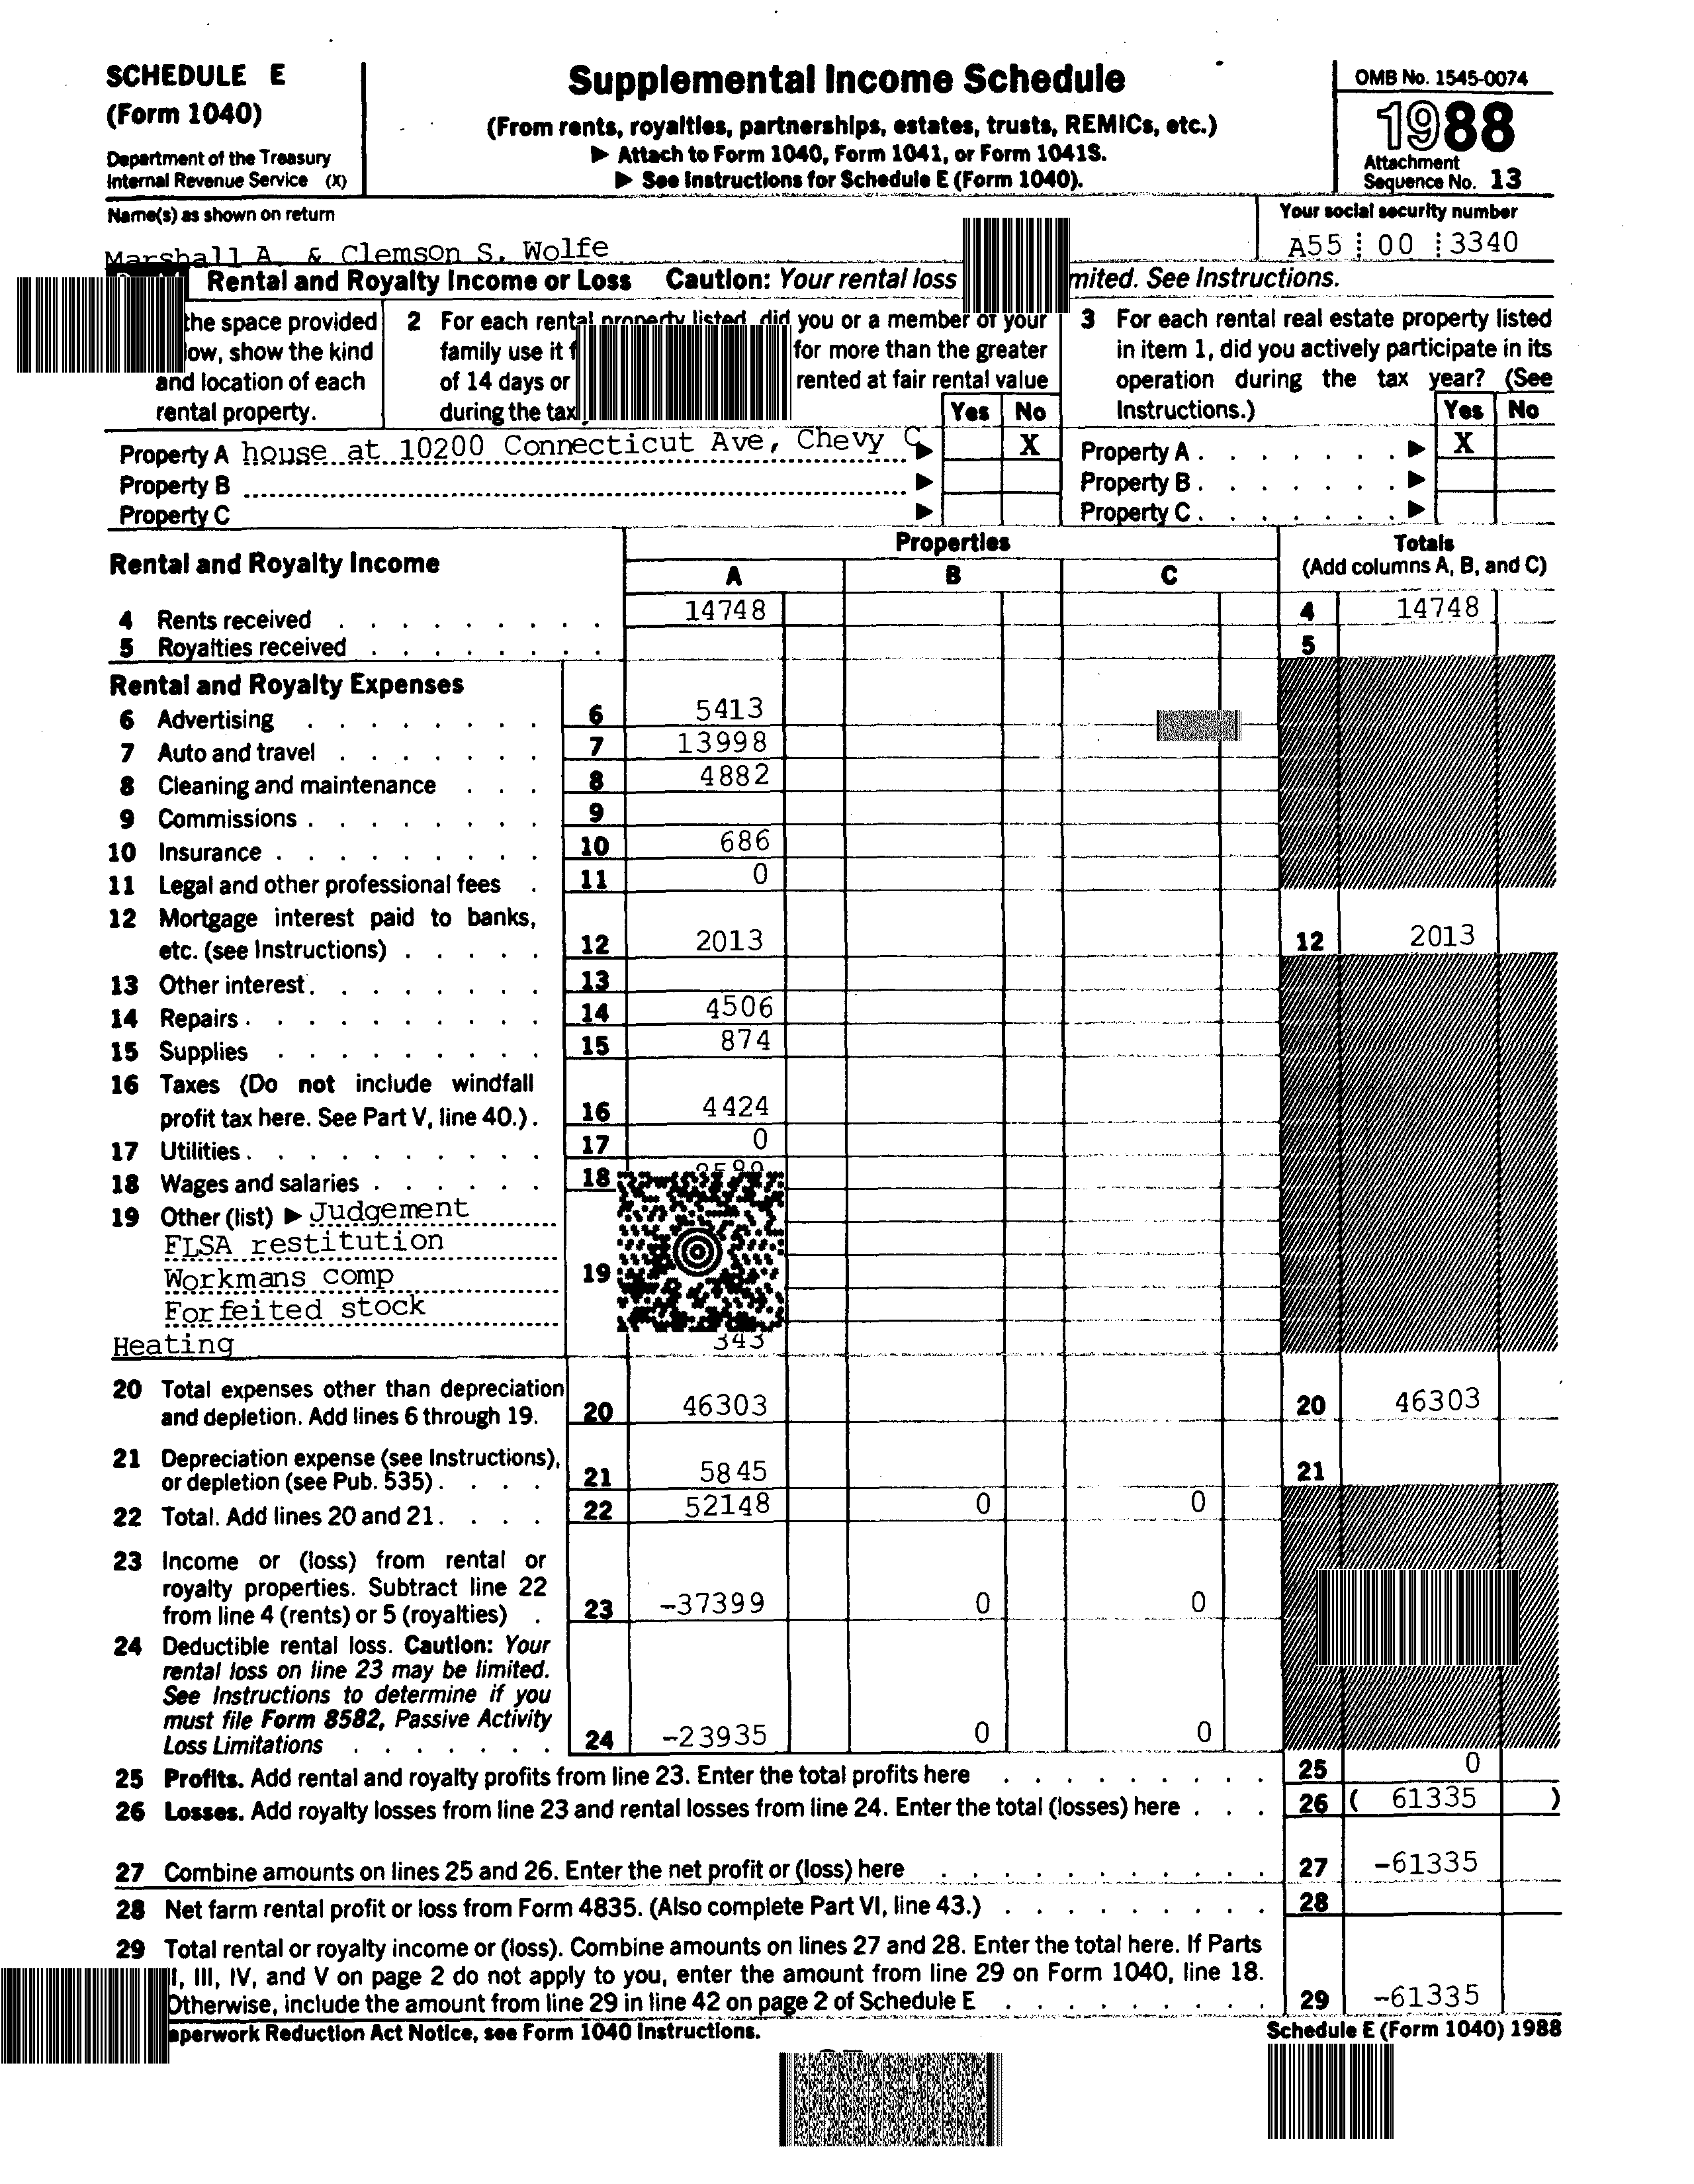 SCHEDULE E
(Form 1040)
Department of the Treasury
Internal Revenue Service (X)
Supplemental Income Schedule
(From rents, royalties, partnerships, estates, trusts, REMICs, etc.)
▶ Attach to Form 1040, Form 1041, or Form 1041S.
▶ See Instructions for Schedule E (Form 1040).
OMB No. 1545-0074
1988
Attachment
Sequence No. 13
Name(s) as shown on return
Your social security number
Marshall A. & Clemson S. Wolfe
A55 00 3340
Rental and Royalty Income or Loss Caution: Your rental loss mited. See Instructions.
the space provided
ow, show the kind
and location of each
rental property.
2 For each rental property listed, did you or a member of your
family use it for more than the greater
of 14 days or rented at fair rental value
during the tax
Yes No
3 For each rental real estate property listed
in item 1, did you actively participate in its
operation during the tax year? (See
Instructions.)
Yes No
Property A house at 10200 Connecticut Ave, Chevy C ▶ X Property A . . . . . . . ▶ X
Property B ▶ Property B . . . . . . . ▶
Property C ▶ Property C . . . . . . . ▶
Rental and Royalty Income
Properties
A B C
Totals
(Add columns A, B, and C)
4 Rents received . . . . . . . . . 14748 4 14748
5 Royalties received . . . . . . . . 5
Rental and Royalty Expenses
6 Advertising . . . . . . . . 6 5413
7 Auto and travel . . . . . . . 7 13998
8 Cleaning and maintenance . . . 8 4882
9 Commissions . . . . . . . . 9
10 Insurance . . . . . . . . . 10 686
11 Legal and other professional fees . 11 0
12 Mortgage interest paid to banks,
etc. (see Instructions) . . . . . 12 2013 12 2013
13 Other interest . . . . . . . . 13
14 Repairs . . . . . . . . . . 14 4506
15 Supplies . . . . . . . . . 15 874
16 Taxes (Do not include windfall
profit tax here. See Part V, line 40.) . 16 4424
17 Utilities . . . . . . . . . . 17 0
18 Wages and salaries . . . . . . 18
19 Other (list) ▶ Judgement
FLSA restitution
Workmans comp 19
Forfeited stock
Heating 343
20 Total expenses other than depreciation
and depletion. Add lines 6 through 19. 20 46303 20 46303
21 Depreciation expense (see Instructions),
or depletion (see Pub. 535) . . . . 21 5845 21
22 Total. Add lines 20 and 21 . . . . 22 52148 0 0
23 Income or (loss) from rental or
royalty properties. Subtract line 22
from line 4 (rents) or 5 (royalties) . 23 -37399 0 0
24 Deductible rental loss. Caution: Your
rental loss on line 23 may be limited.
See Instructions to determine if you
must file Form 8582, Passive Activity
Loss Limitations . . . . . . . 24 -23935 0 0
25 Profits. Add rental and royalty profits from line 23. Enter the total profits here . . . . . . . . . 25 0
26 Losses. Add royalty losses from line 23 and rental losses from line 24. Enter the total (losses) here . . . 26 ( 61335 )
27 Combine amounts on lines 25 and 26. Enter the net profit or (loss) here . . . . . . . . . . . 27 -61335
28 Net farm rental profit or loss from Form 4835. (Also complete Part VI, line 43.) . . . . . . . . . 28
29 Total rental or royalty income or (loss). Combine amounts on lines 27 and 28. Enter the total here. If Parts
I, III, IV, and V on page 2 do not apply to you, enter the amount from line 29 on Form 1040, line 18.
Otherwise, include the amount from line 29 in line 42 on page 2 of Schedule E . . . . . . . . . 29 -61335
aperwork Reduction Act Notice, see Form 1040 Instructions.
Schedule E (Form 1040) 1988